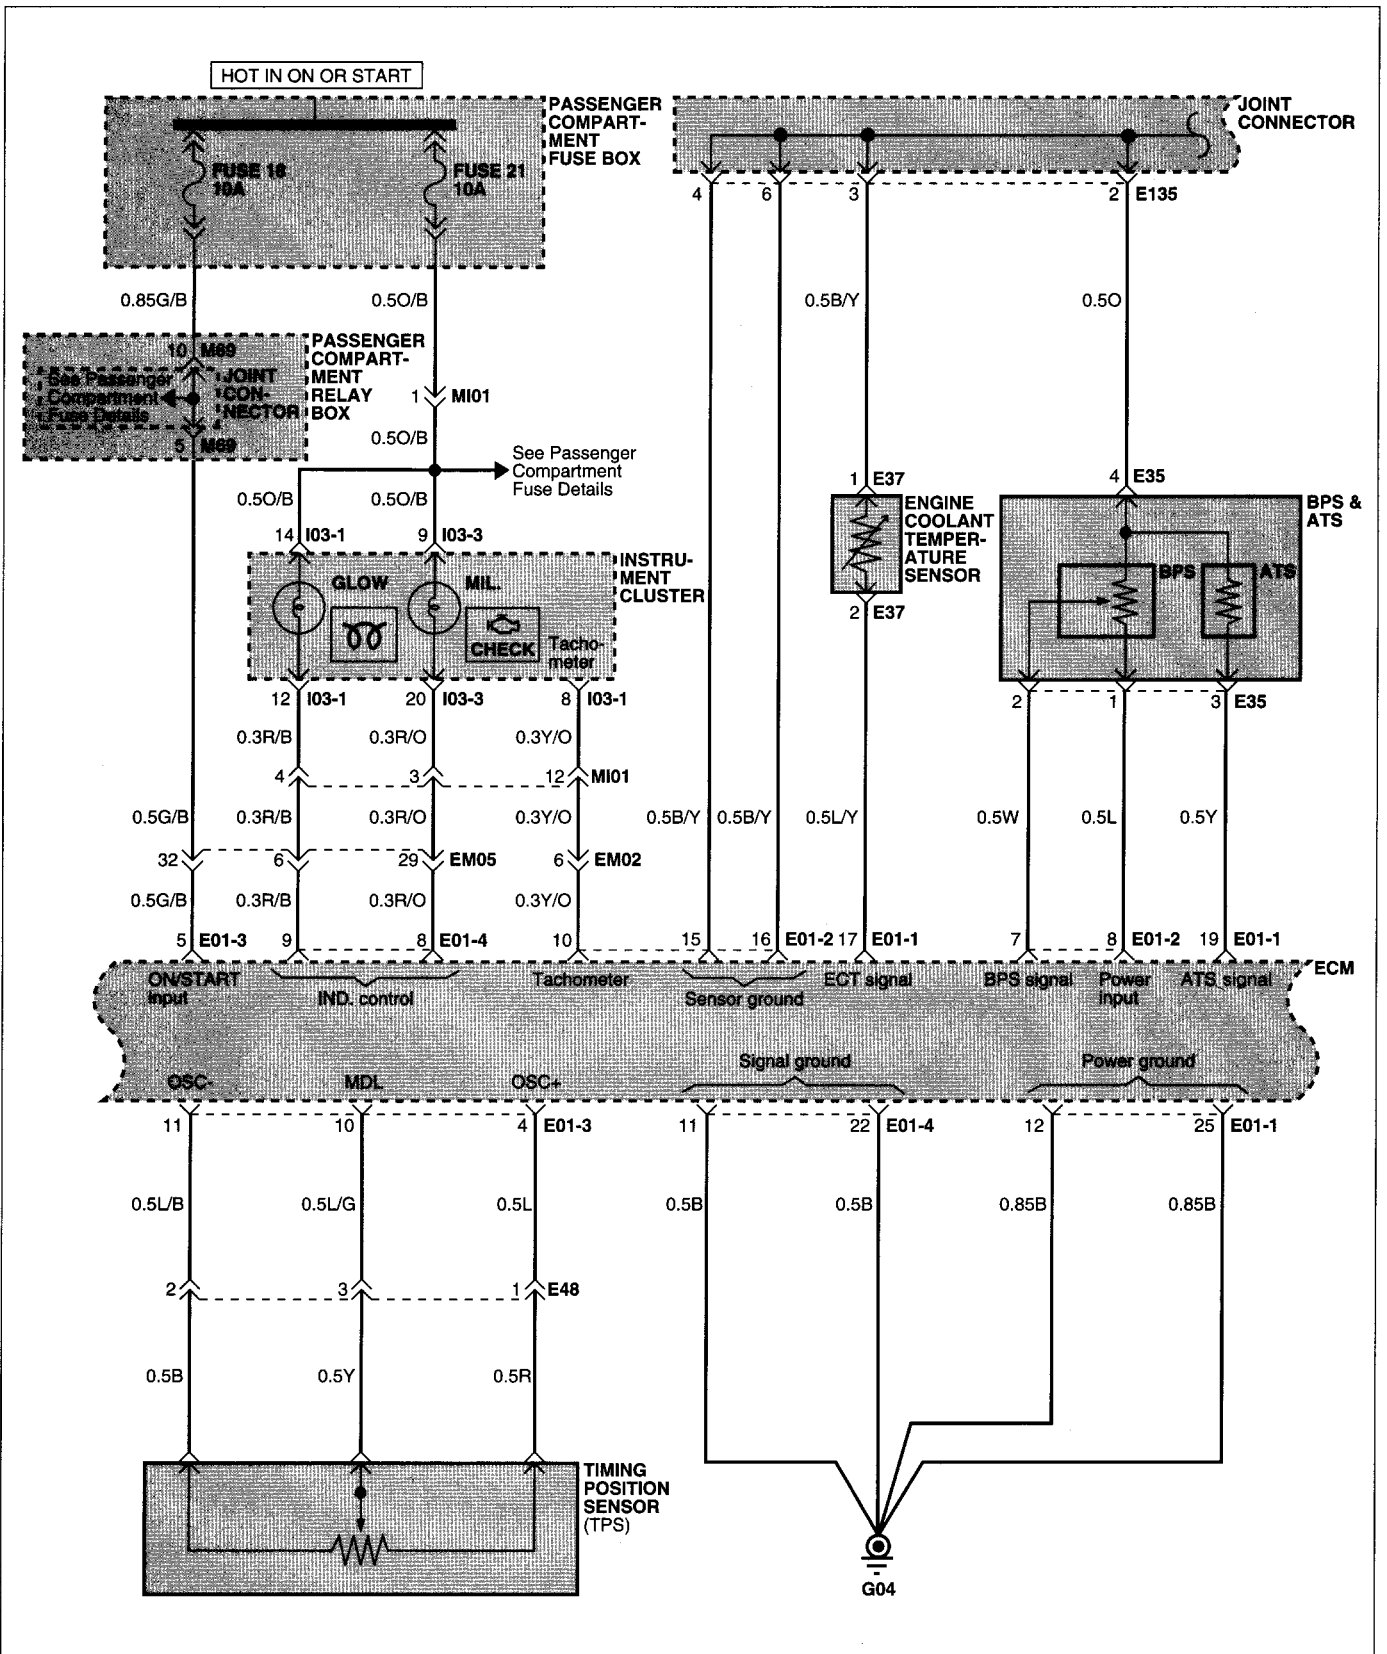 HOT IN ON OR START
PASSENGER
COMPART-
MENT
FUSE BOX
JOINT
CONNECTOR
FUSE 18
10A
FUSE 21
10A
4
6
3
2
E135
0.85G/B
0.5O/B
0.5B/Y
0.5O
PASSENGER
COMPART-
MENT
RELAY
BOX
10
M69
See Passenger
Compartment
Fuse Details
JOINT
CON-
NECTOR
5
M69
1
MI01
0.5O/B
See Passenger
Compartment
Fuse Details
0.5O/B
0.5O/B
14
I03-1
9
I03-3
1
E37
4
E35
GLOW
MIL.
CHECK
Tacho-
meter
INSTRU-
MENT
CLUSTER
ENGINE
COOLANT
TEMPER-
ATURE
SENSOR
BPS &
ATS
BPS
ATS
2
E37
12
I03-1
20
I03-3
8
I03-1
2
1
3
E35
0.3R/B
0.3R/O
0.3Y/O
4
3
12
MI01
0.5G/B
0.3R/B
0.3R/O
0.3Y/O
0.5B/Y
0.5B/Y
0.5L/Y
0.5W
0.5L
0.5Y
32
6
29
EM05
6
EM02
0.5G/B
0.3R/B
0.3R/O
0.3Y/O
5
E01-3
9
8
E01-4
10
15
16
E01-2
17
E01-1
7
8
E01-2
19
E01-1
ECM
ON/START
input
IND. control
Tachometer
Sensor ground
ECT signal
BPS signal
Power
input
ATS signal
Signal ground
Power ground
OSC-
MDL
OSC+
11
10
4
E01-3
11
22
E01-4
12
25
E01-1
0.5L/B
0.5L/G
0.5L
0.5B
0.5B
0.85B
0.85B
2
3
1
E48
0.5B
0.5Y
0.5R
TIMING
POSITION
SENSOR
(TPS)
G04